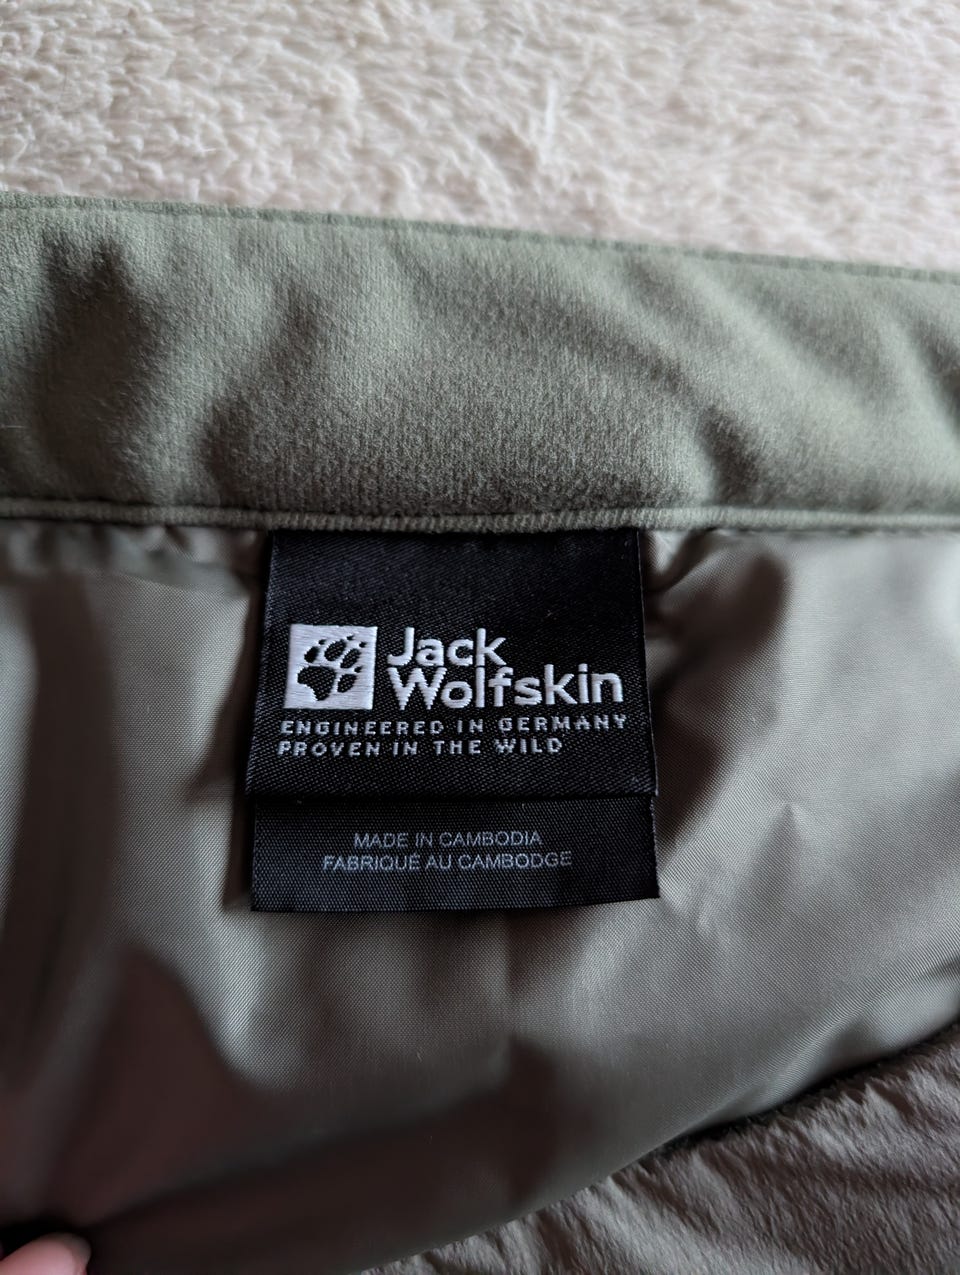 Jack
Wolfskin
ENGINEERED IN GERMANY
PROVEN IN THE WILD
MADE IN CAMBODIA
FABRIQUÉ AU CAMBODGE